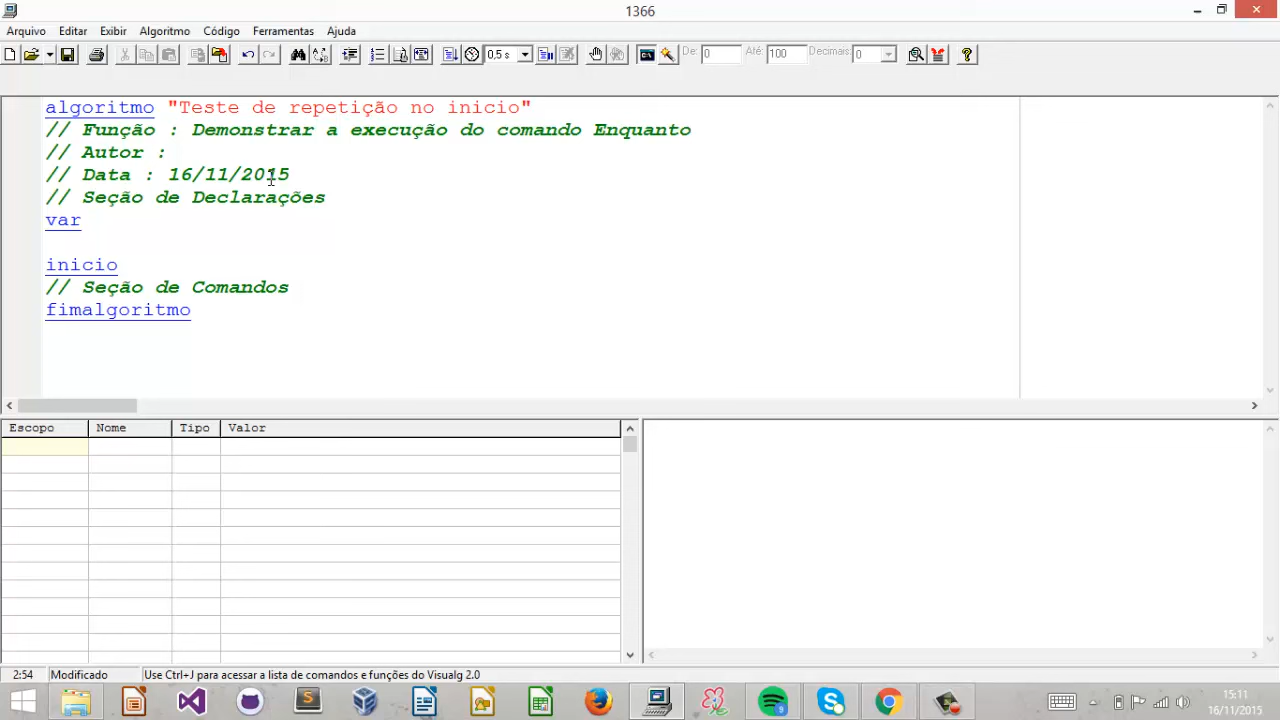 1366
Arquivo Editar Exibir Algoritmo Código Ferramentas Ajuda
0,5 s De: 0 Até: 100 Decimais: 0
algoritmo "Teste de repetição no inicio"
// Função : Demonstrar a execução do comando Enquanto
// Autor :
// Data : 16/11/2015
// Seção de Declarações
var
inicio
// Seção de Comandos
fimalgoritmo
Escopo Nome Tipo Valor
2:54 Modificado Use Ctrl+J para acessar a lista de comandos e funções do Visualg 2.0
15:11
16/11/2015